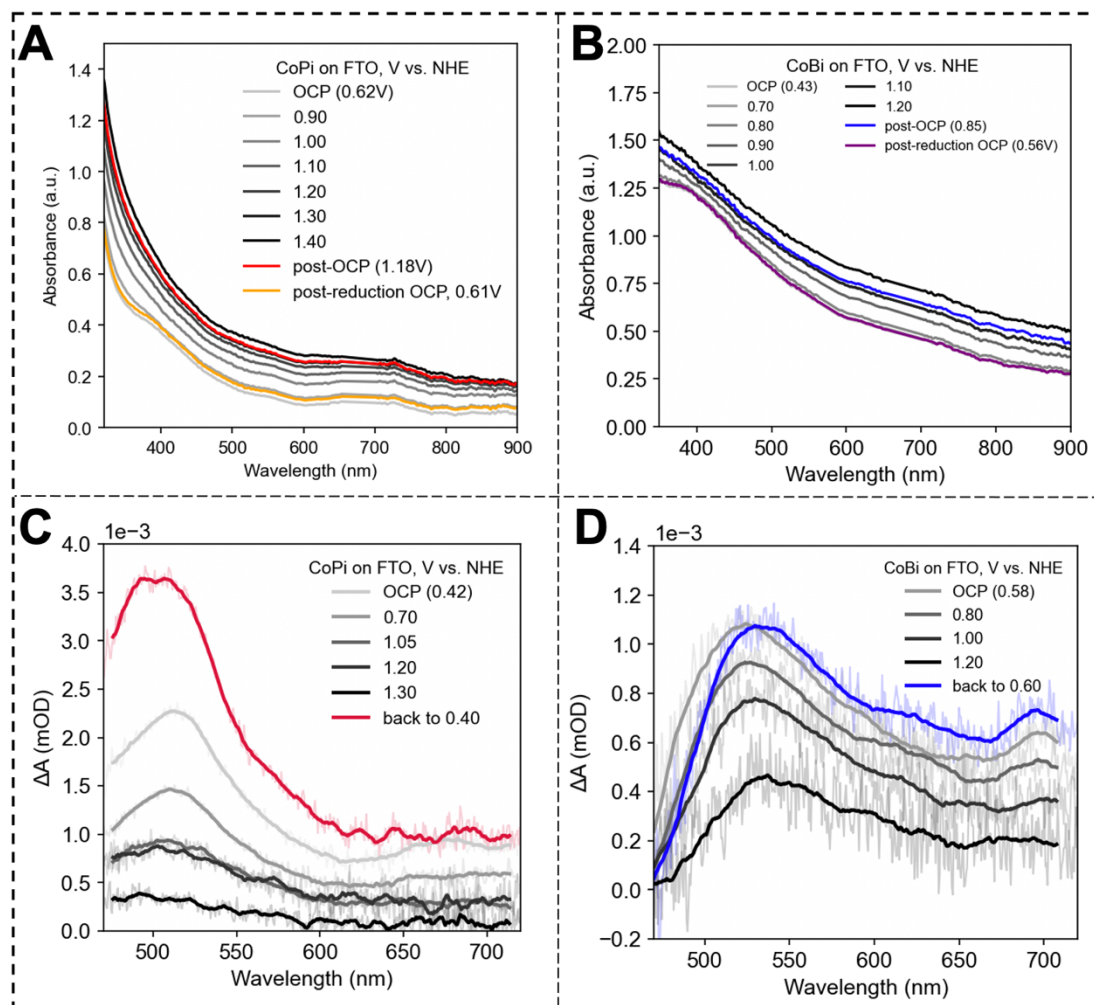 A
CoPi on FTO, V vs. NHE
OCP (0.62V)
0.90
1.00
1.10
1.20
1.30
1.40
post-OCP (1.18V)
post-reduction OCP, 0.61V
1.4
1.2
1.0
0.8
0.6
0.4
0.2
0.0
Absorbance (a.u.)
400
500
600
700
800
900
Wavelength (nm)
B
CoBi on FTO, V vs. NHE
OCP (0.43)
0.70
0.80
0.90
1.00
1.10
1.20
post-OCP (0.85)
post-reduction OCP (0.56V)
2.00
1.75
1.50
1.25
1.00
0.75
0.50
0.25
0.00
Absorbance (a.u.)
400
500
600
700
800
900
Wavelength (nm)
C
1e−3
CoPi on FTO, V vs. NHE
OCP (0.42)
0.70
1.05
1.20
1.30
back to 0.40
4.0
3.5
3.0
2.5
2.0
1.5
1.0
0.5
0.0
ΔA (mOD)
500
550
600
650
700
Wavelength (nm)
D
1e−3
CoBi on FTO, V vs. NHE
OCP (0.58)
0.80
1.00
1.20
back to 0.60
1.4
1.2
1.0
0.8
0.6
0.4
0.2
0.0
−0.2
ΔA (mOD)
500
550
600
650
700
Wavelength (nm)